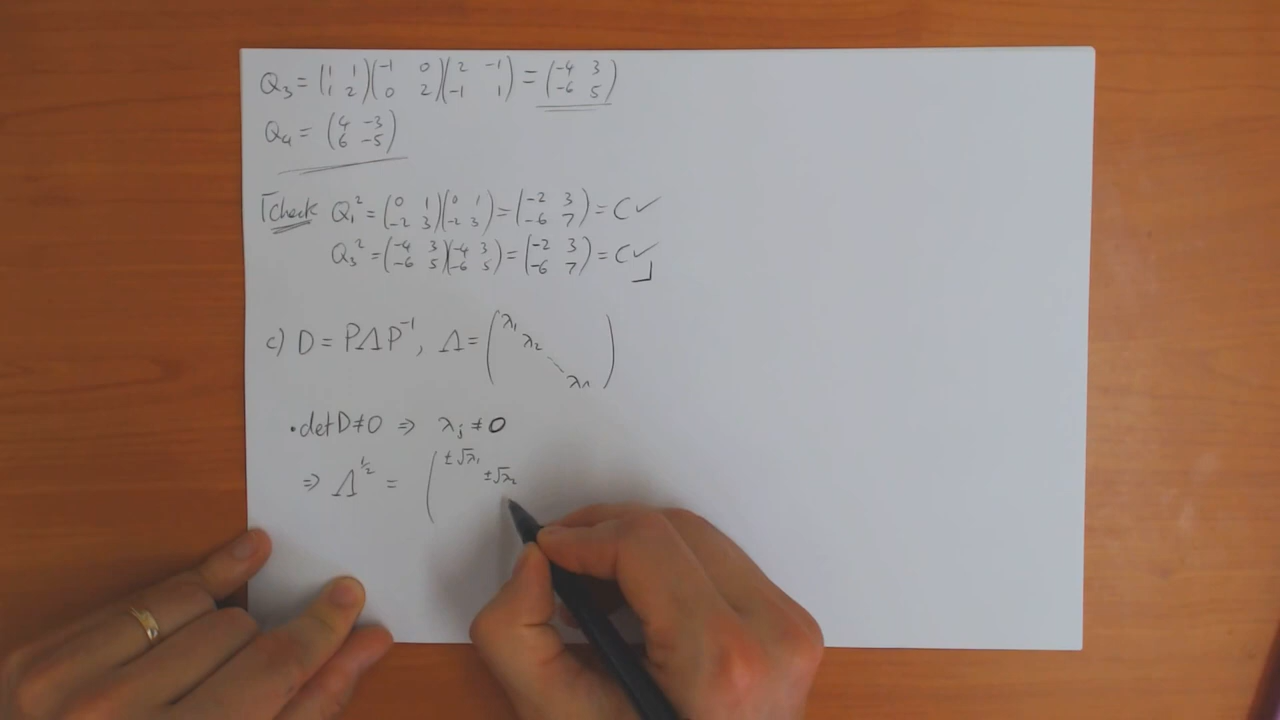 Q₃ = (1 1; 1 2)(-1 0; 0 2)(2 -1; -1 1) = (-4 3; -6 5)
Q₄ = (4 -3; 6 -5)
check Q₁² = (0 1; -2 3)(0 1; -2 3) = (-2 3; -6 7) = C ✓
Q₃² = (-4 3; -6 5)(-4 3; -6 5) = (-2 3; -6 7) = C ✓
c) D = PΛP⁻¹, Λ = (λ₁ λ₂ ⋱ λₙ)
• det D ≠ 0 ⇒ λⱼ ≠ 0
⇒ Λ^½ = ( ±√λ₁ ±√λ₂